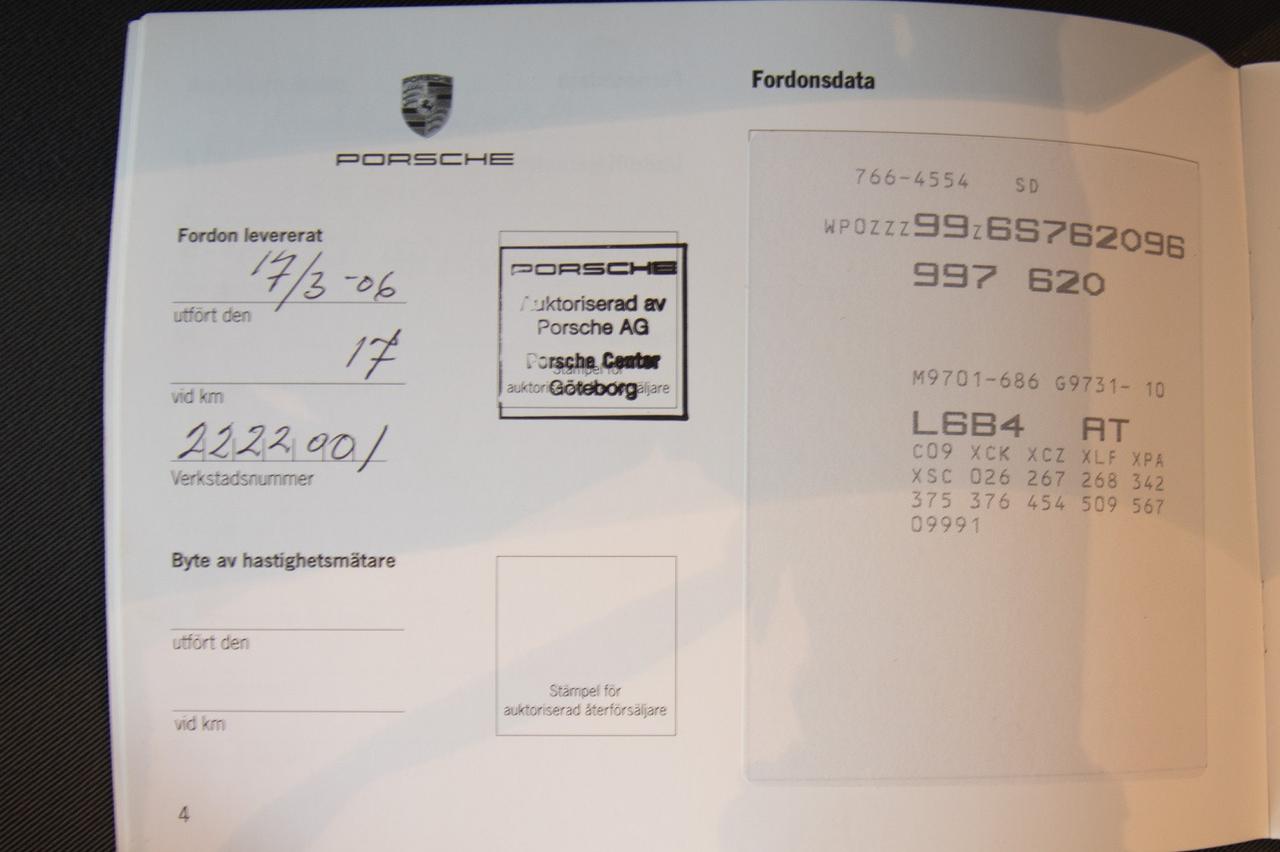 PORSCHE
PORSCHE
Fordon levererat
17/3 -06
utfört den
17
vid km
2222001
Verkstadsnummer
PORSCHE
Auktoriserad av
Porsche AG
Porsche Center
Göteborg
Stämpel för
auktoriserad återförsäljare
Byte av hastighetsmätare
utfört den
vid km
Stämpel för
auktoriserad återförsäljare
4
Fordonsdata
766-4554 SD
WP0ZZZ99Z6S762096
997 620
M9701-686 G9731- 10
L6B4 AT
C09 XCK XCZ XLF XPA
XSC 026 267 268 342
375 376 454 509 567
09991